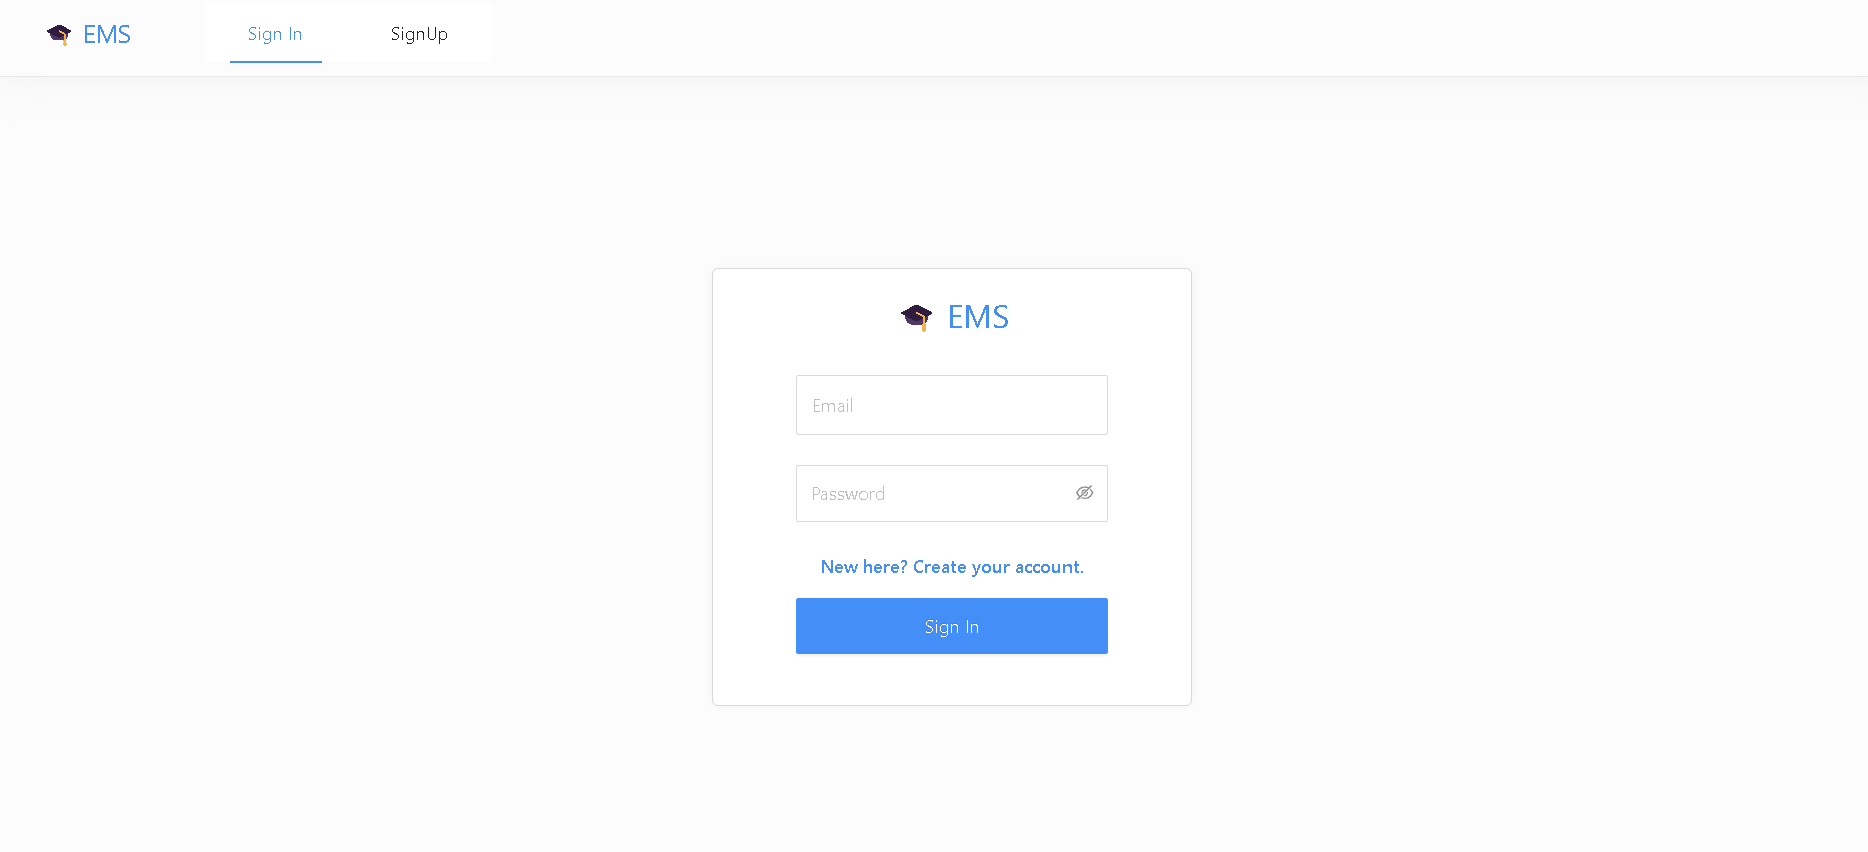 EMS
Sign In
SignUp
EMS
Email
Password
New here? Create your account.
Sign In